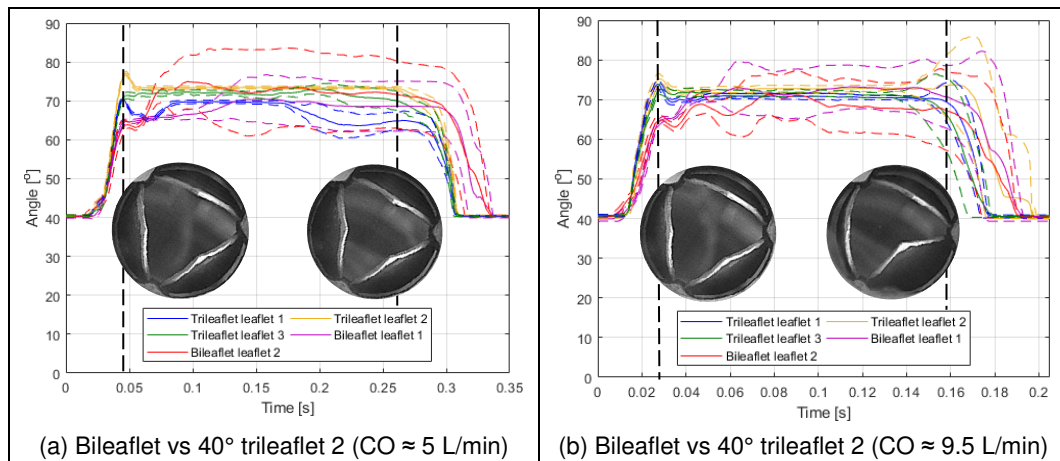 90
80
70
60
50
40
30
20
10
0
Angle [°]
0 0.05 0.1 0.15 0.2 0.25 0.3 0.35
Time [s]
Trileaflet leaflet 1 Trileaflet leaflet 2
Trileaflet leaflet 3 Bileaflet leaflet 1
Bileaflet leaflet 2
(a) Bileaflet vs 40° trileaflet 2 (CO ≈ 5 L/min)
90
80
70
60
50
40
30
20
10
0
Angle [°]
0 0.02 0.04 0.06 0.08 0.1 0.12 0.14 0.16 0.18 0.2
Time [s]
Trileaflet leaflet 1 Trileaflet leaflet 2
Trileaflet leaflet 3 Bileaflet leaflet 1
Bileaflet leaflet 2
(b) Bileaflet vs 40° trileaflet 2 (CO ≈ 9.5 L/min)